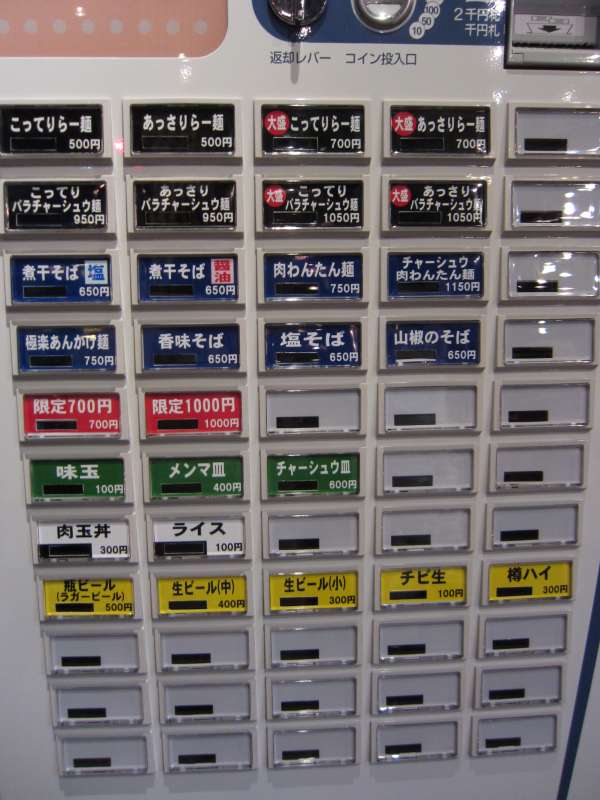 100
50
10
2千円札
千円札
返却レバー コイン投入口
こってりらー麺
500円
あっさりらー麺
500円
大盛 こってりらー麺
700円
大盛 あっさりらー麺
700円
こってり
バラチャーシュウ麺
950円
あっさり
バラチャーシュウ麺
950円
大盛 こってり
バラチャーシュウ麺
1050円
大盛 あっさり
バラチャーシュウ麺
1050円
煮干そば 塩
650円
煮干そば 醤油
650円
肉わんたん麺
750円
チャーシュウ
肉わんたん麺
1150円
極楽あんかけ麺
750円
香味そば
650円
塩そば
650円
山椒のそば
650円
限定700円
700円
限定1000円
1000円
味玉
100円
メンマ皿
400円
チャーシュウ皿
600円
肉玉丼
300円
ライス
100円
瓶ビール
(ラガービール)
500円
生ビール(中)
400円
生ビール(小)
300円
チビ生
100円
樽ハイ
300円